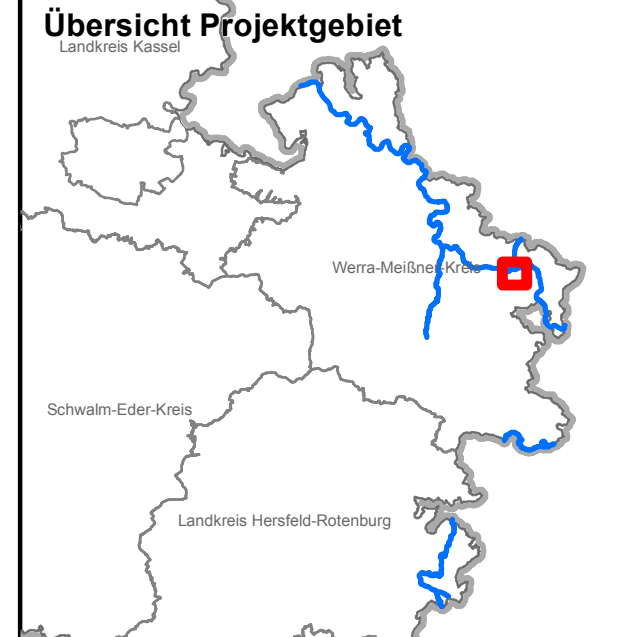 Übersicht Projektgebiet
Landkreis Kassel
Werra-Meißner-Kreis
Schwalm-Eder-Kreis
Landkreis Hersfeld-Rotenburg